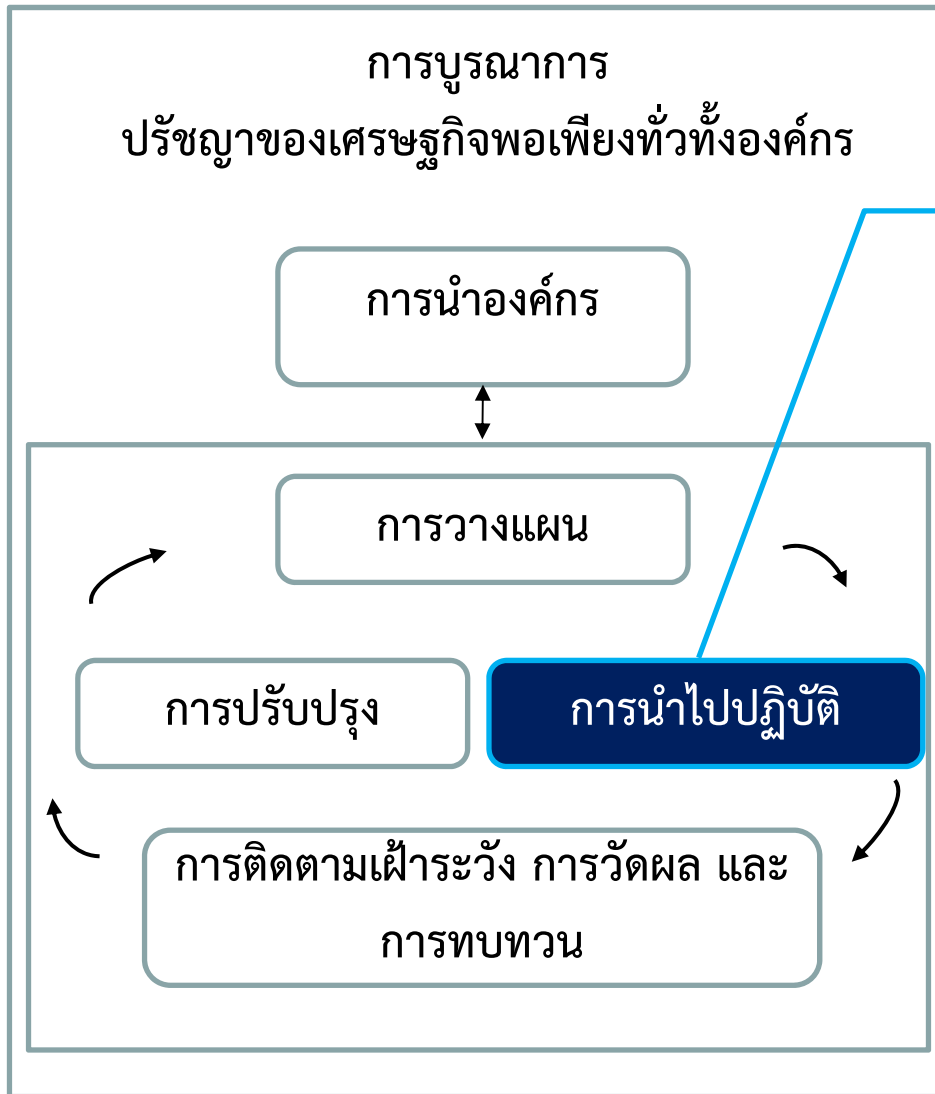 การบูรณาการ
ปรัชญาของเศรษฐกิจพอเพียงทั่วทั้งองค์กร
การนำองค์กร
การวางแผน
การปรับปรุง
การนำไปปฏิบัติ
การติดตามเฝ้าระวัง การวัดผล และ
การทบทวน